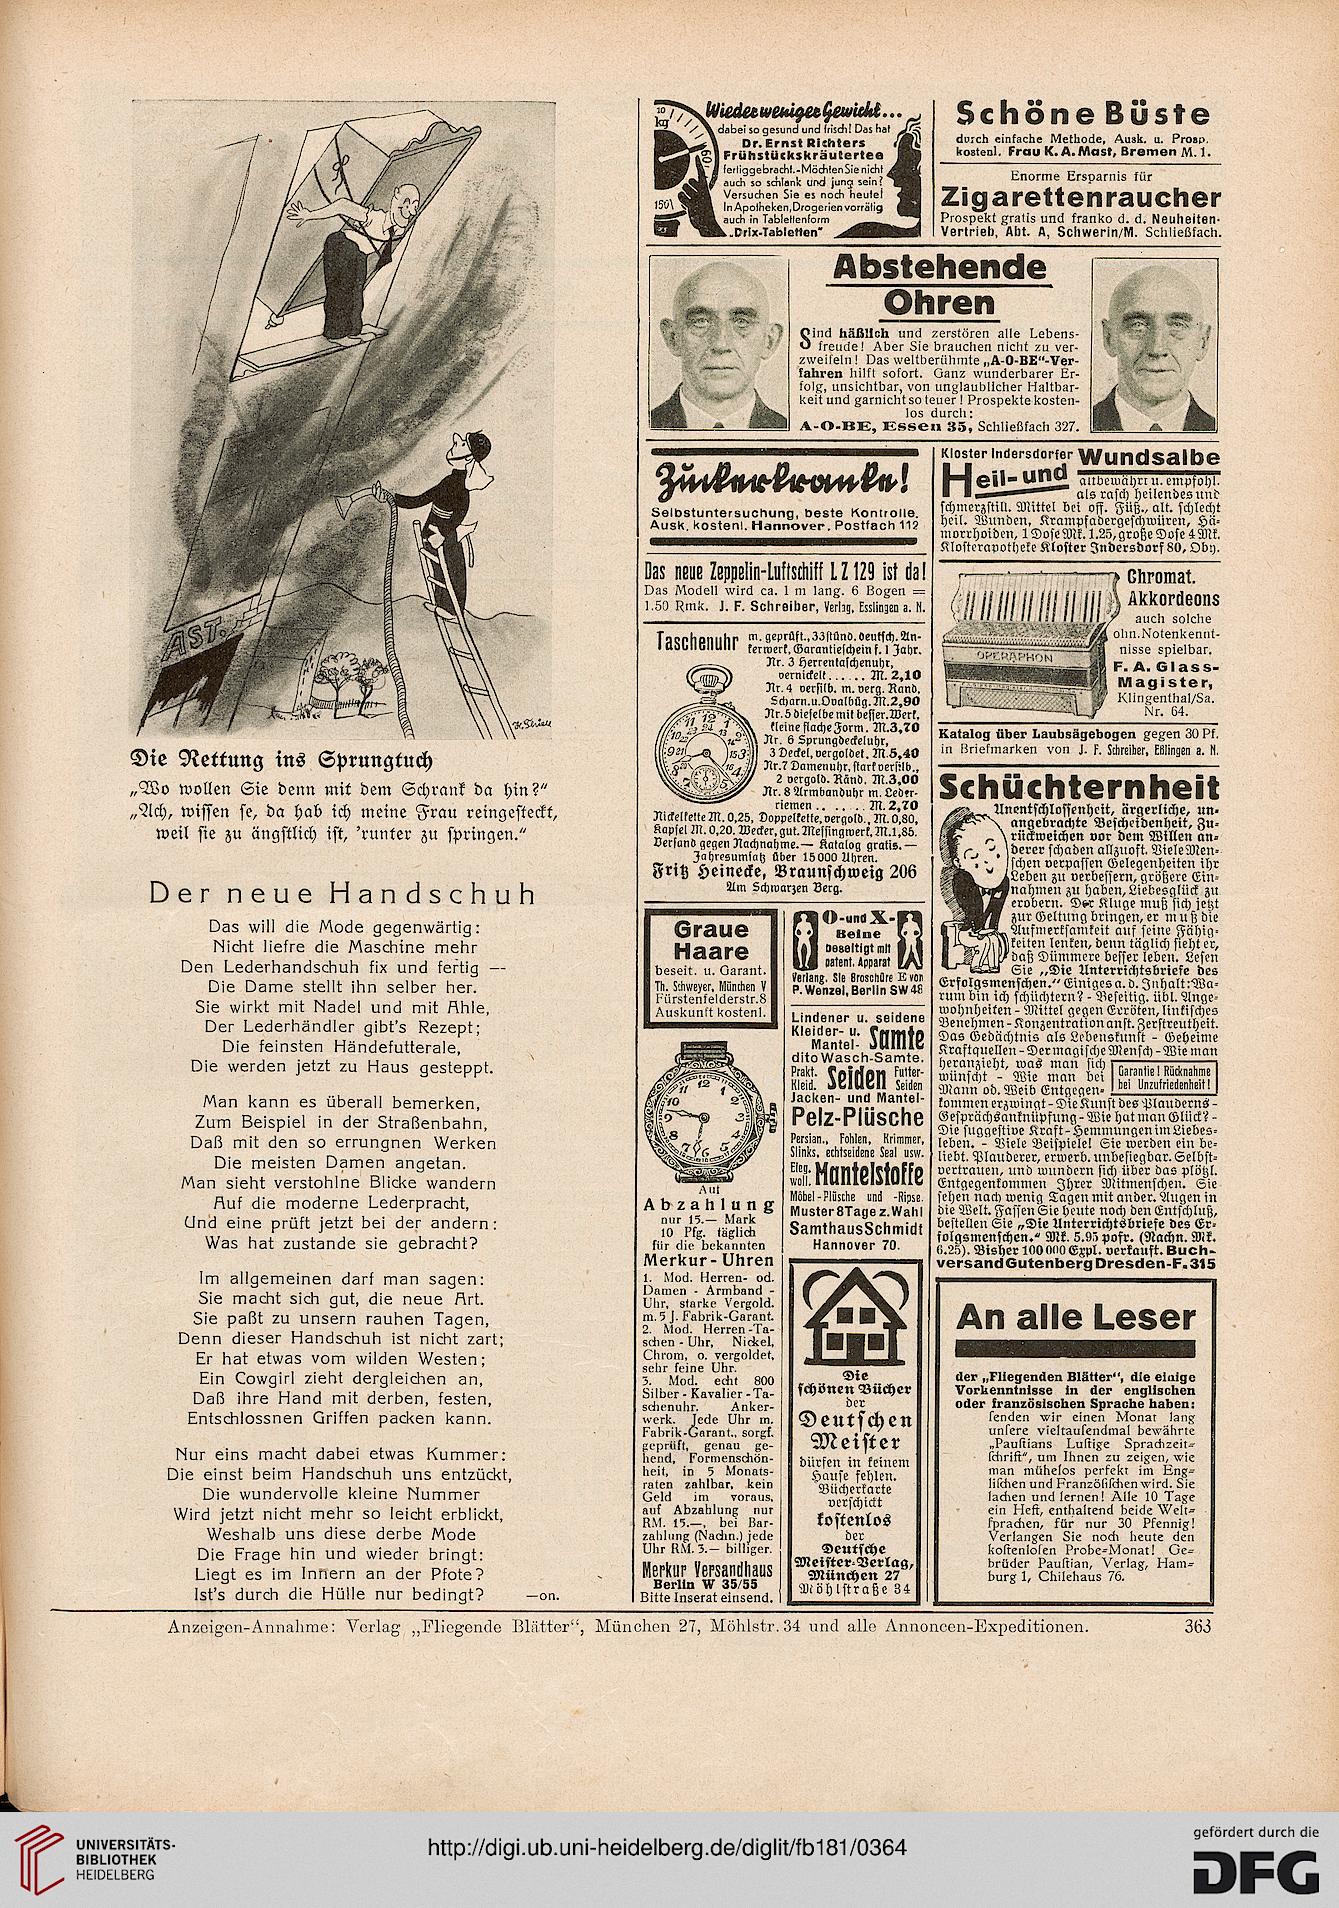 AST.
Die Rettung ins Sprungtuch
„Wo wollen Sie denn mit dem Schrank da hin?"
„Ach, wissen se, da hab ich meine Frau reingesteckt,
weil sie zu ängstlich ist, 'runter zu springen."
Der neue Handschuh
Das will die Mode gegenwärtig:
Nicht liefre die Maschine mehr
Den Lederhandschuh fix und fertig —
Die Dame stellt ihn selber her.
Sie wirkt mit Nadel und mit Ahle,
Der Lederhändler gibt's Rezept;
Die feinsten Händefutterale,
Die werden jetzt zu Haus gesteppt.
Man kann es überall bemerken,
Zum Beispiel in der Straßenbahn,
Daß mit den so errungnen Werken
Die meisten Damen angetan.
Man sieht verstohlne Blicke wandern
Auf die moderne Lederpracht,
Und eine prüft jetzt bei der andern:
Was hat zustande sie gebracht?
Im allgemeinen darf man sagen:
Sie macht sich gut, die neue Art.
Sie paßt zu unsern rauhen Tagen,
Denn dieser Handschuh ist nicht zart;
Er hat etwas vom wilden Westen;
Ein Cowgirl zieht dergleichen an,
Daß ihre Hand mit derben, festen,
Entschlossnen Griffen packen kann.
Nur eins macht dabei etwas Kummer:
Die einst beim Handschuh uns entzückt,
Die wundervolle kleine Nummer
Wird jetzt nicht mehr so leicht erblickt,
Weshalb uns diese derbe Mode
Die Frage hin und wieder bringt:
Liegt es im Innern an der Pfote?
Ist's durch die Hülle nur bedingt? —on.
10
kg
60
150
Wieder weniger Gewicht...
dabei so gesund und frisch! Das hat
Dr. Ernst Richters
Frühstückskräutertee
fertiggebracht.-Möchten Sie nicht
auch so schlank und jung sein?
Versuchen Sie es noch heute!
In Apotheken, Drogerien vorrätig
auch in Tablettenform
„Drix-Tabletten"
Schöne Büste
durch einfache Methode, Ausk. u. Prosp.
kostenl. Frau K. A. Mast, Bremen M. 1.
Enorme Ersparnis für
Zigarettenraucher
Prospekt gratis und franko d. d. Neuheiten-
Vertrieb, Abt. A, Schwerin/M. Schließfach.
Abstehende
Ohren
Sind häßlich und zerstören alle Lebens-
freude! Aber Sie brauchen nicht zu ver-
zweifeln! Das weltberühmte „A-O-BE"-Ver-
fahren hilft sofort. Ganz wunderbarer Er-
folg, unsichtbar, von unglaublicher Haltbar-
keit und garnicht so teuer! Prospekte kosten-
los durch:
A-O-BE, Essen 35, Schließfach 327.
Zuckerkranke!
Selbstuntersuchung, beste Kontrolle.
Ausk. kostenl. Hannover, Postfach 112
Kloster Indersdorfer Wundsalbe
Heil- und
altbewährt u. empfohl.
als rasch heilendes und
schmerzstill. Mittel bei off. Füß., alt. schlecht
heil. Wunden, Krampfadergeschwüren, Hä-
morrhoiden, 1 Dose Mk. 1.25, große Dose 4 Mk.
Klosterapotheke Kloster Indersdorf 80, Oby.
Das neue Zeppelin-Luftschiff LZ 129 ist da!
Das Modell wird ca. 1 m lang. 6 Bogen =
1.50 Rmk. J. F. Schreiber, Verlag, Esslingen a. N.
OPERAPHON
Chromat.
Akkordeons
auch solche
ohn. Notenkennt-
nisse spielbar.
F. A. Glass-
Magister,
Klingenthal/Sa.
Nr. 64.
Katalog über Laubsägebogen gegen 30 Pf.
in Briefmarken von J. F. Schreiber, Eßlingen a. N.
Taschenuhr m. geprüft., 33stünd. deutsch. An-
kerwerk, Garantieschein f. 1 Jahr.
Nr. 3 Herrentaschenuhr,
vernickelt...... M. 2,10
Nr. 4 versilb. m. verg. Rand,
Scharn. u. Ovalbüg. M. 2,90
Nr. 5 dieselbe mit besser. Werk,
kleine flache Form. M. 3,70
Nr. 6 Sprungdeckeluhr,
3 Deckel, vergoldet. M. 5,40
Nr. 7 Damenuhr, stark versilb.,
2 vergold. Ränd. M. 3,00
Nr. 8 Armbanduhr m. Leder-
riemen ....... M. 2,70
Nickelkette M. 0,25, Doppelkette, vergold., M. 0,80,
Kapsel M. 0,20. Wecker, gut. Messingwerk, M. 1,85.
Versand gegen Nachnahme. — Katalog gratis. —
Jahresumsatz über 15 000 Uhren.
Fritz Heinecke, Braunschweig 206
Am Schwarzen Berg.
Graue
Haare
beseit. u. Garant.
Th. Schweyer, München V
Fürstenfelderstr. 8
Auskunft kostenl.
O- und X-
Beine
beseitigt mit
patent. Apparat
Verlang. Sie Broschüre E von
P. Wenzel, Berlin SW 48
Auf
Abzahlung
nur 15.— Mark
10 Pfg. täglich
für die bekannten
Merkur-Uhren
1. Mod. Herren- od.
Damen - Armband -
Uhr, starke Vergold.
m. 5 J. Fabrik-Garant.
2. Mod. Herren-Ta-
schen-Uhr, Nickel,
Chrom, o. vergoldet,
sehr feine Uhr.
3. Mod. echt 800
Silber-Kavalier-Ta-
schenuhr. Anker-
werk. Jede Uhr m.
Fabrik-Garant., sorgf.
geprüft, genau ge-
hend, Formenschön-
heit, in 5 Monats-
raten zahlbar, kein
Geld im voraus,
auf Abzahlung nur
RM. 15.—, bei Bar-
zahlung (Nachn.) jede
Uhr RM. 3.— billiger.
Merkur Versandhaus
Berlin W 35/55
Bitte Inserat einsend.
Lindener u. seidene
Kleider- u.
Mantel- Samte
dito Wasch-Samte.
Prakt.
Kleid. Seiden Futter-
Seiden
Jacken- und Mantel-
Pelz-Plüsche
Persian., Fohlen, Krimmer,
Slinks, echtseidene Seal usw.
Eleg.
woll. Mantelstoffe
Möbel-Plüsche und -Ripse.
Muster 8 Tage z. Wahl
Samthaus Schmidt
Hannover 70.
Die
schönen Bücher
der
Deutschen
Meister
dürfen in keinem
Hause fehlen.
Bücherkarte
verschickt
kostenlos
der
Deutsche
Meister-Verlag,
München 27
Möhlstraße 34
Schüchternheit
Unentschlossenheit, ärgerliche, un-
angebrachte Bescheidenheit, Zu-
rückweichen vor dem Willen an-
derer schaden allzuoft. Viele Men-
schen verpassen Gelegenheiten ihr
Leben zu verbessern, größere Ein-
nahmen zu haben, Liebesglück zu
erobern. Der Kluge muß sich jetzt
zur Geltung bringen, er muß die
Aufmerksamkeit auf seine Fähig-
keiten lenken, denn täglich sieht er,
daß Dümmere besser leben. Lesen
Sie „Die Unterrichtsbriefe des
Erfolgsmenschen." Einiges a. d. Inhalt: Wa-
rum bin ich schüchtern? - Beseitig. übl. Ange-
wohnheiten - Mittel gegen Erröten, linkisches
Benehmen - Konzentration anst. Zerstreutheit.
Das Gedächtnis als Lebenskunst - Geheime
Kraftquellen - Der magische Mensch - Wie man
heranzieht, was man sich
wünscht - Wie man bei
Mann od. Weib Entgegen-
Garantie! Rücknahme
bei Unzufriedenheit!
kommen erzwingt - Die Kunst des Plauderns -
Gesprächsanknüpfung - Wie hat man Glück? -
Die suggestive Kraft - Hemmungen im Liebes-
leben. - Viele Beispiele! Sie werden ein be-
liebt. Plauderer, erwerb. unbesiegbar. Selbst-
vertrauen, und wundern sich über das plötzl.
Entgegenkommen Ihrer Mitmenschen. Sie
sehen nach wenig Tagen mit ander. Augen in
die Welt. Fassen Sie heute noch den Entschluß,
bestellen Sie „Die Unterrichtsbriefe des Er-
folgsmenschen." Mk. 5.95 postfr. (Nachn. Mk.
6.25). Bisher 100 000 Expl. verkauft. Buch-
versand Gutenberg Dresden-F. 315
An alle Leser
der „Fliegenden Blätter", die einige
Vorkenntnisse in der englischen
oder französischen Sprache haben:
senden wir einen Monat lang
unsere vieltausendmal bewährte
„Paustians Lustige Sprachzeit-
schrift", um Ihnen zu zeigen, wie
man mühelos perfekt im Eng-
lischen und Französischen wird. Sie
lachen und lernen! Alle 10 Tage
ein Heft, enthaltend beide Welt-
sprachen, für nur 30 Pfennig!
Verlangen Sie noch heute den
kostenlosen Probe-Monat! Ge-
brüder Paustian, Verlag, Ham-
burg 1, Chilehaus 76.
Anzeigen-Annahme: Verlag „Fliegende Blätter", München 27, Möhlstr. 34 und alle Annoncen-Expeditionen. 363
UNIVERSITÄTS-
BIBLIOTHEK
HEIDELBERG
http://digi.ub.uni-heidelberg.de/diglit/fb181/0364
gefördert durch die
DFG